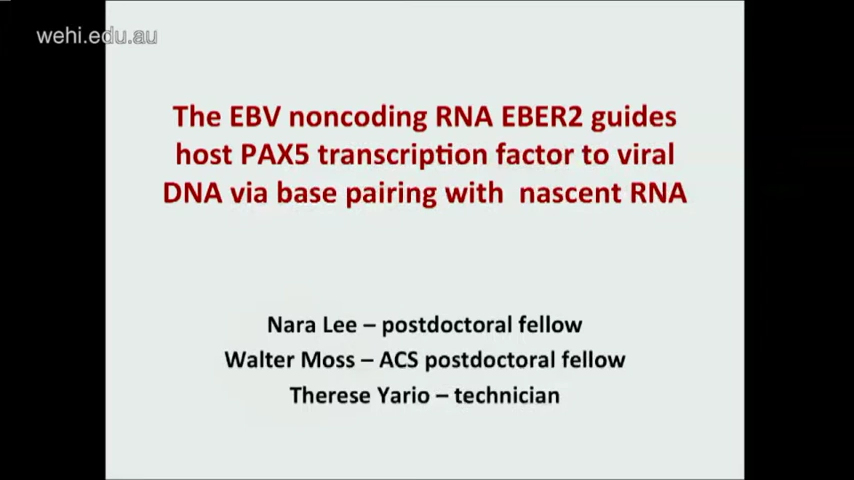 wehi.edu.au
The EBV noncoding RNA EBER2 guides
host PAX5 transcription factor to viral
DNA via base pairing with nascent RNA
Nara Lee – postdoctoral fellow
Walter Moss – ACS postdoctoral fellow
Therese Yario – technician